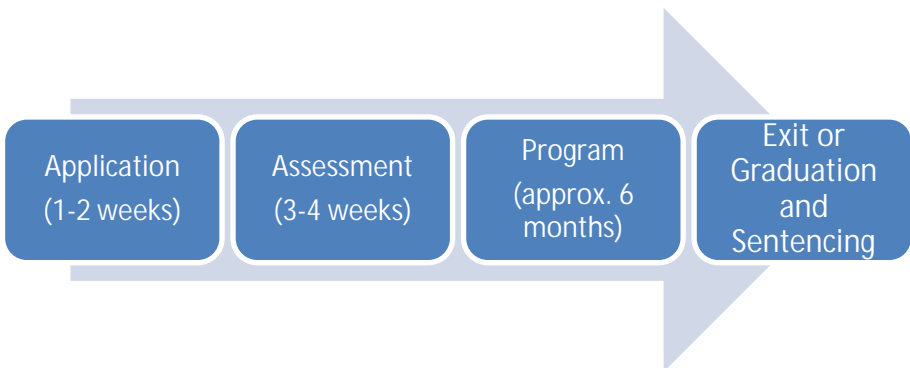 Application
(1-2 weeks)
Assessment
(3-4 weeks)
Program
(approx. 6
months)
Exit or
Graduation
and
Sentencing